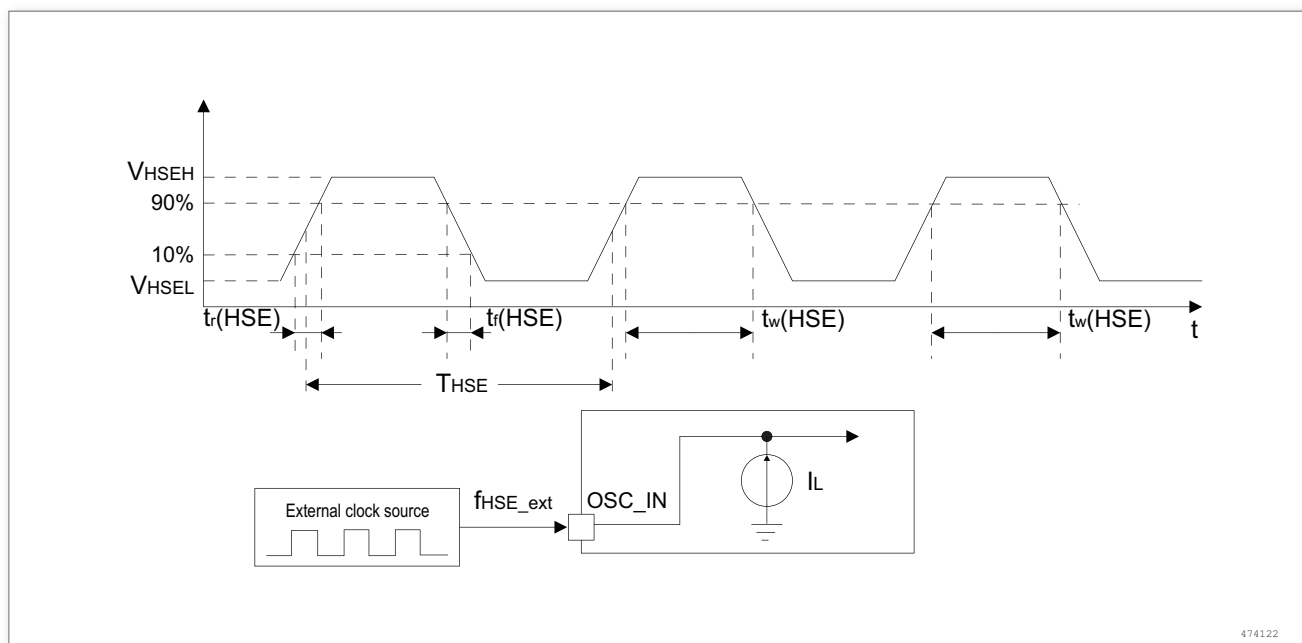 VHSEH
90%
10%
VHSEL
tr(HSE)
tf(HSE)
tw(HSE)
tw(HSE)
t
THSE
External clock source
fHSE_ext
OSC_IN
IL
474122